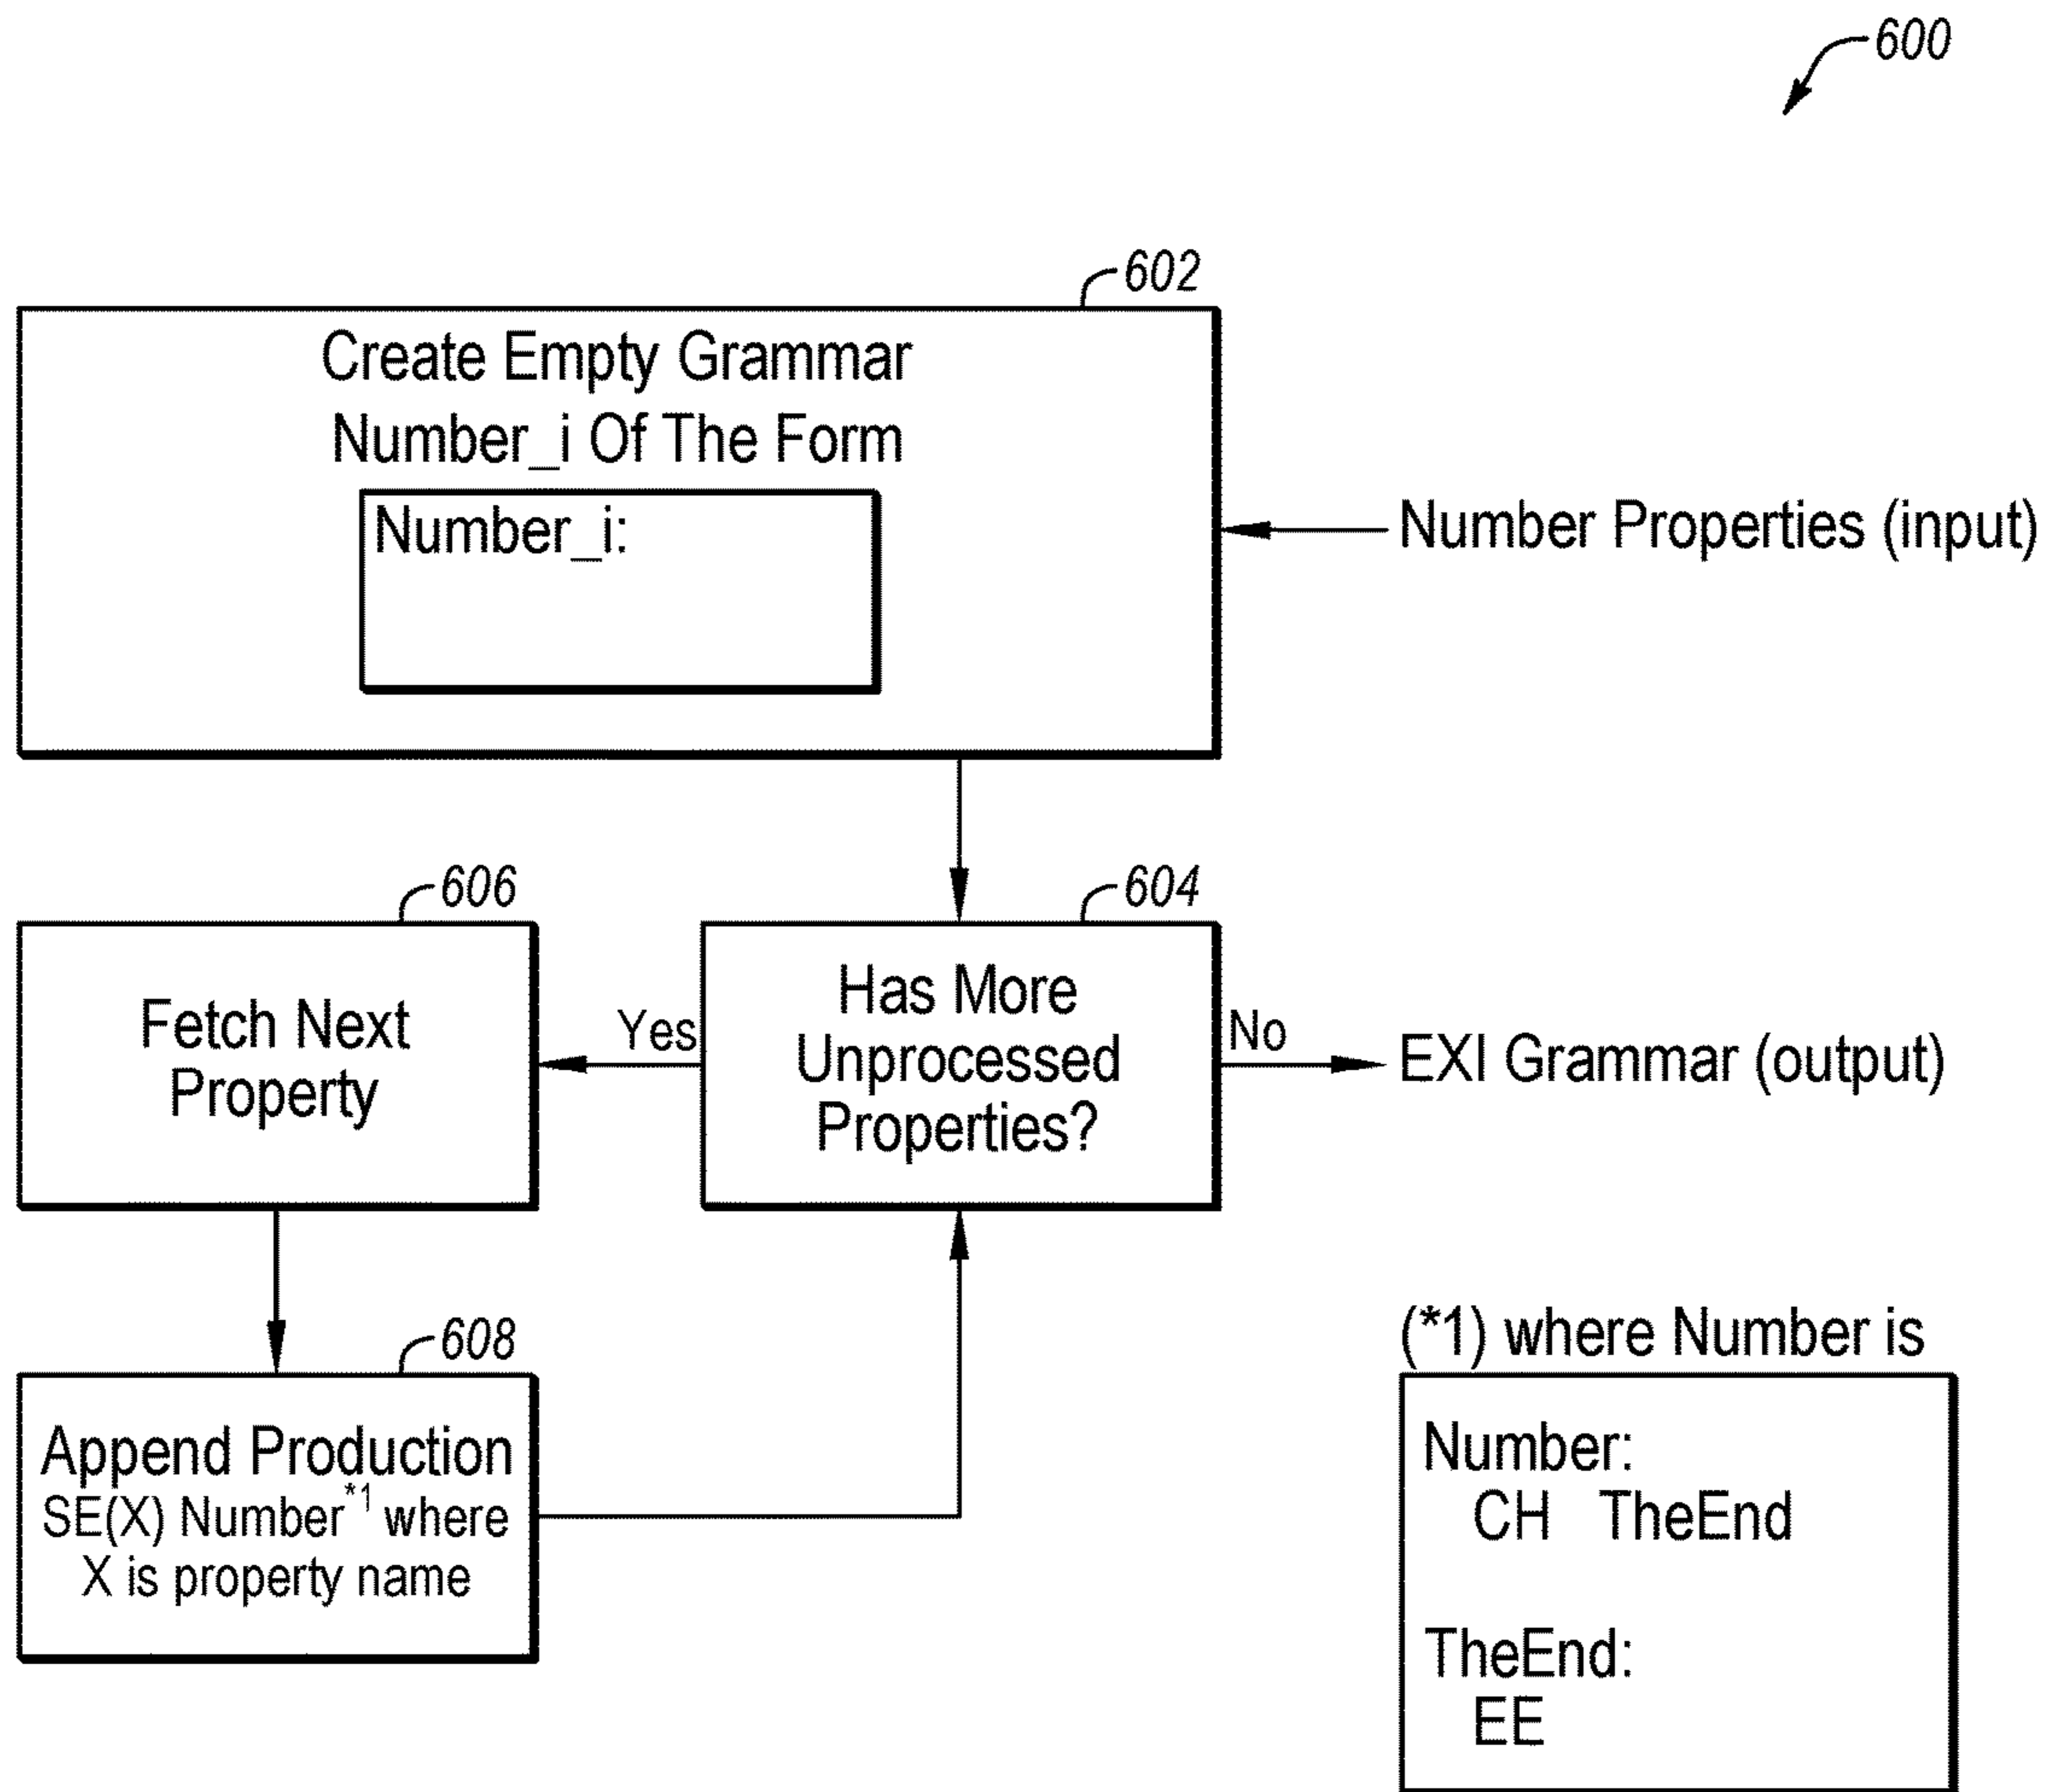 600
602
Create Empty Grammar
Number_i Of The Form
Number_i:
Number Properties (input)
606
604
Fetch Next
Property
Yes
Has More
Unprocessed
Properties?
No
EXI Grammar (output)
608
Append Production
SE(X) Number*1 where
X is property name
(*1) where Number is
Number:
CH TheEnd
TheEnd:
EE